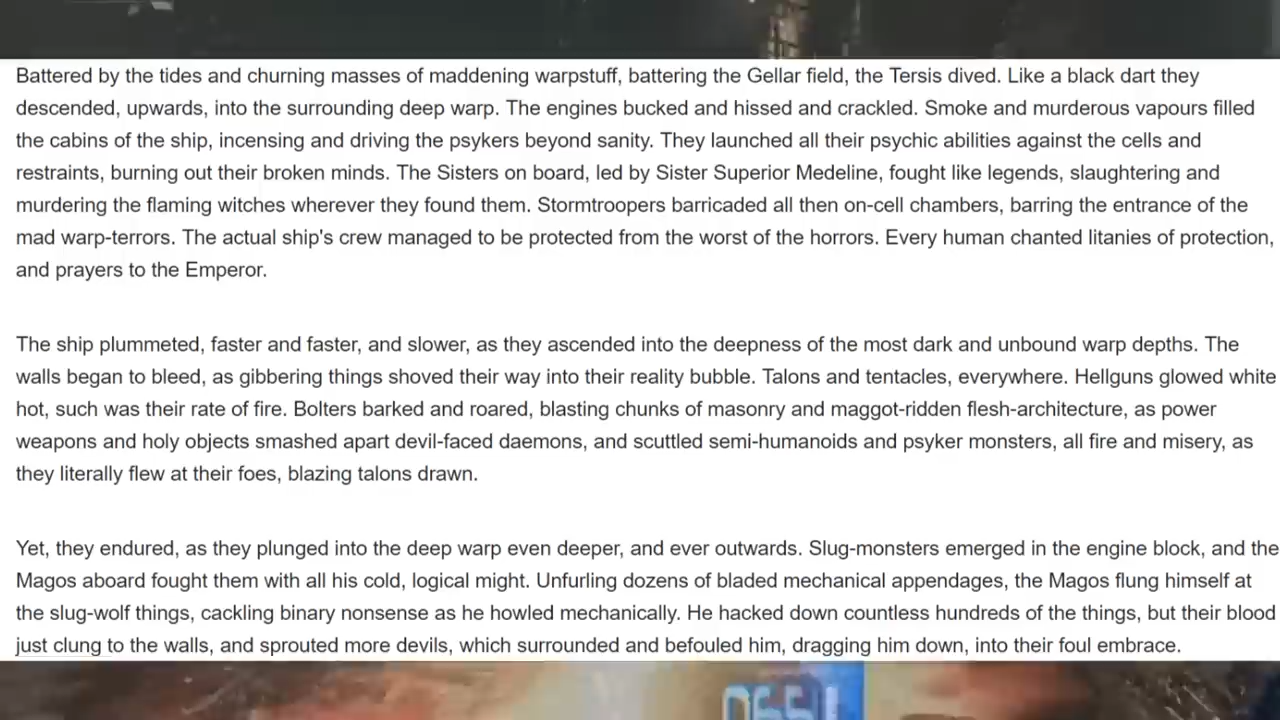 Battered by the tides and churning masses of maddening warpstuff, battering the Gellar field, the Tersis dived. Like a black dart they
descended, upwards, into the surrounding deep warp. The engines bucked and hissed and crackled. Smoke and murderous vapours filled
the cabins of the ship, incensing and driving the psykers beyond sanity. They launched all their psychic abilities against the cells and
restraints, burning out their broken minds. The Sisters on board, led by Sister Superior Medeline, fought like legends, slaughtering and
murdering the flaming witches wherever they found them. Stormtroopers barricaded all then on-cell chambers, barring the entrance of the
mad warp-terrors. The actual ship's crew managed to be protected from the worst of the horrors. Every human chanted litanies of protection,
and prayers to the Emperor.
The ship plummeted, faster and faster, and slower, as they ascended into the deepness of the most dark and unbound warp depths. The
walls began to bleed, as gibbering things shoved their way into their reality bubble. Talons and tentacles, everywhere. Hellguns glowed white
hot, such was their rate of fire. Bolters barked and roared, blasting chunks of masonry and maggot-ridden flesh-architecture, as power
weapons and holy objects smashed apart devil-faced daemons, and scuttled semi-humanoids and psyker monsters, all fire and misery, as
they literally flew at their foes, blazing talons drawn.
Yet, they endured, as they plunged into the deep warp even deeper, and ever outwards. Slug-monsters emerged in the engine block, and the
Magos aboard fought them with all his cold, logical might. Unfurling dozens of bladed mechanical appendages, the Magos flung himself at
the slug-wolf things, cackling binary nonsense as he howled mechanically. He hacked down countless hundreds of the things, but their blood
just clung to the walls, and sprouted more devils, which surrounded and befouled him, dragging him down, into their foul embrace.